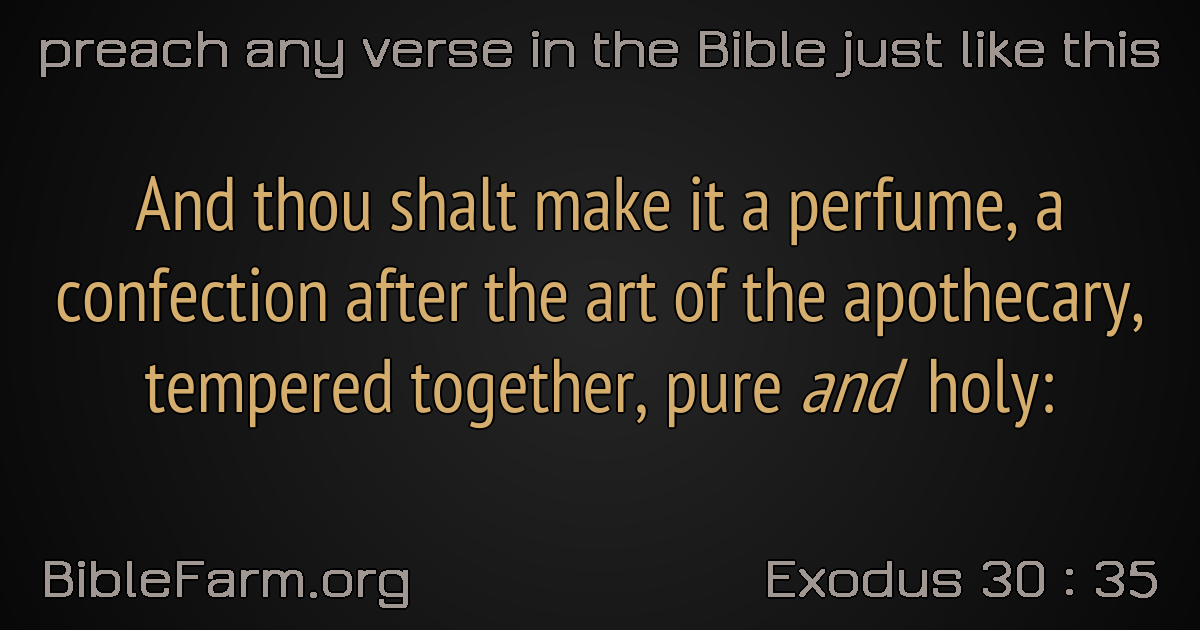 preach any verse in the Bible just like this
And thou shalt make it a perfume, a
confection after the art of the apothecary,
tempered together, pure and holy:
BibleFarm.org
Exodus 30 : 35